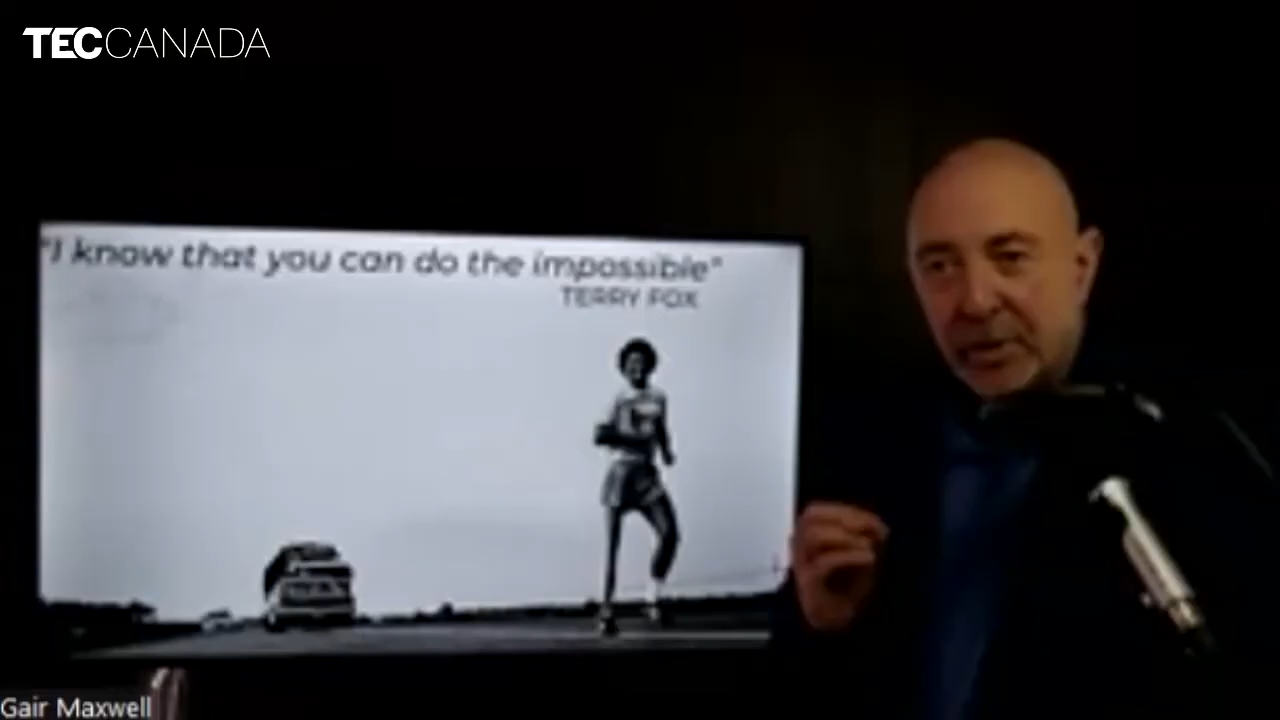 TECCANADA
"I know that you can do the impossible"
TERRY FOX
Gair Maxwell